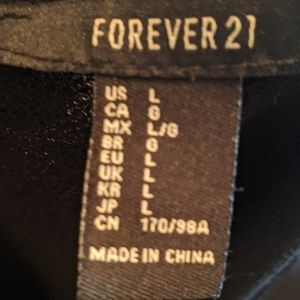 FOREVER 21
US L
CA G
MX L/G
BR G
EU L
UK L
KR L
JP L
CN 170/98A
MADE IN CHINA